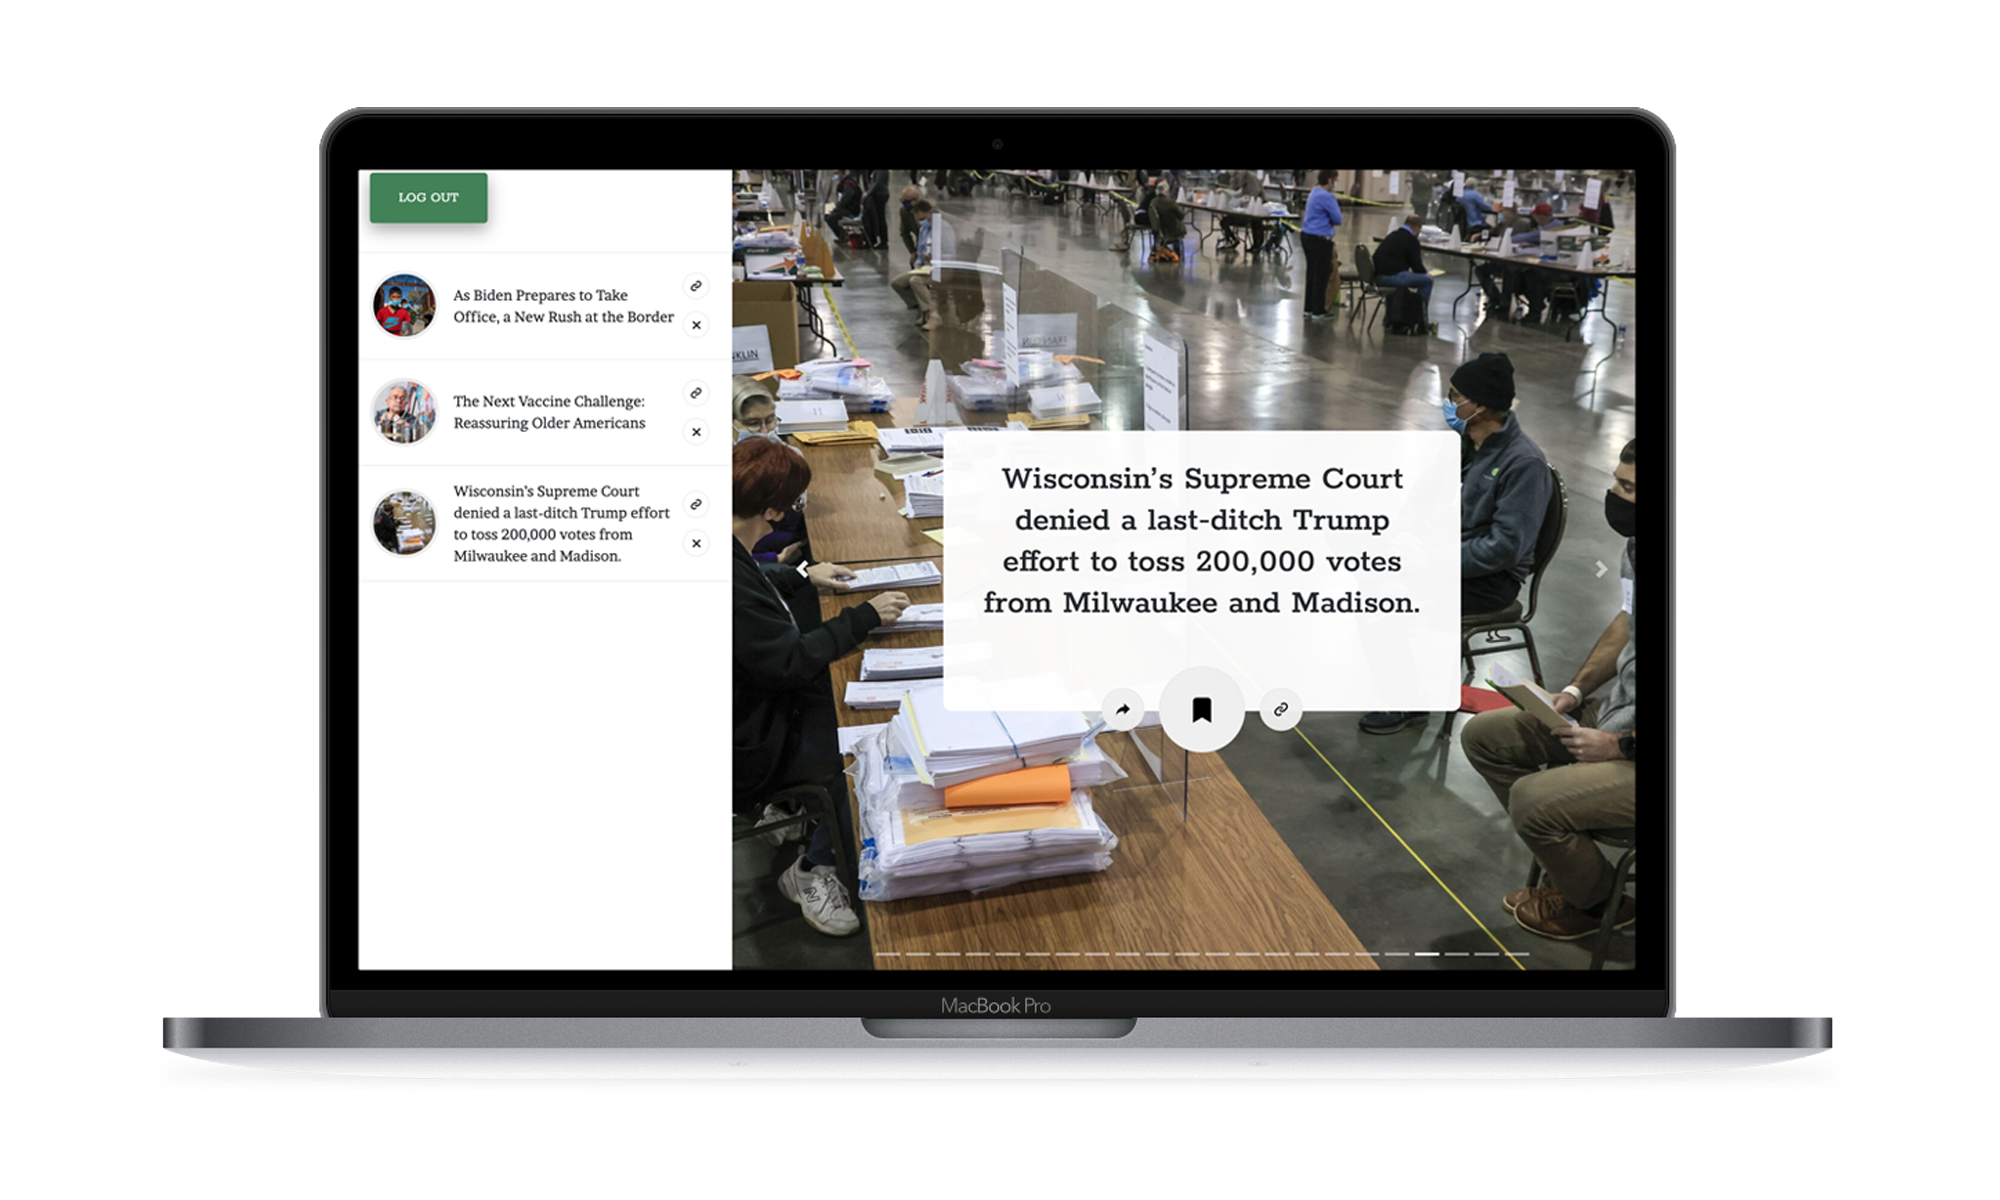 LOG OUT
As Biden Prepares to Take
Office, a New Rush at the Border
The Next Vaccine Challenge:
Reassuring Older Americans
Wisconsin’s Supreme Court
denied a last-ditch Trump effort
to toss 200,000 votes from
Milwaukee and Madison.
KLIN
FRANKLIN
Wisconsin’s Supreme Court
denied a last-ditch Trump
effort to toss 200,000 votes
from Milwaukee and Madison.
MacBook Pro